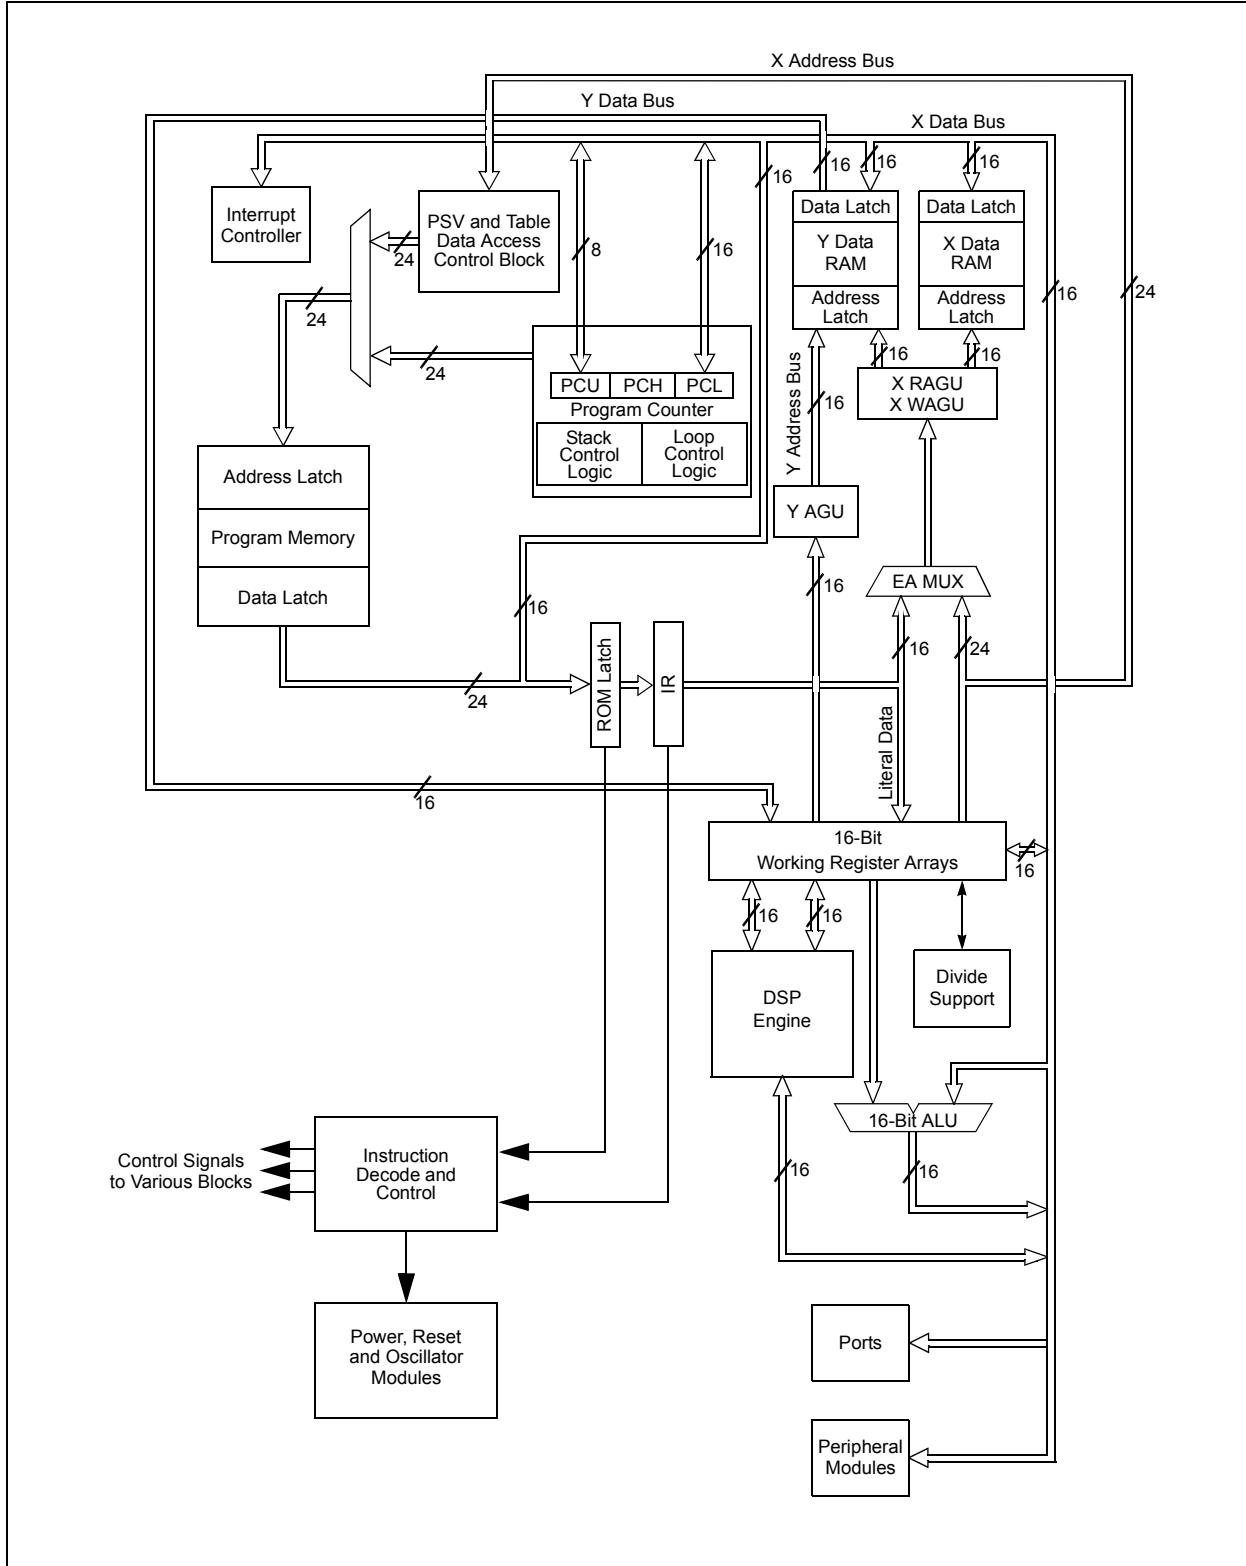 X Address Bus
Y Data Bus
X Data Bus
16
16
16
16
Interrupt
Controller
PSV and Table
Data Access
Control Block
24
8
16
Data Latch
Y Data
RAM
Address
Latch
Data Latch
X Data
RAM
Address
Latch
16
24
24
24
16
16
PCU
PCH
PCL
Program Counter
Stack
Control
Logic
Loop
Control
Logic
Y Address Bus
16
X RAGU
X WAGU
Address Latch
Program Memory
Data Latch
Y AGU
16
EA MUX
16
16
24
24
ROM Latch
IR
Literal Data
16
16-Bit
Working Register Arrays
16
16
16
DSP
Engine
Divide
Support
16-Bit ALU
16
16
Control Signals
to Various Blocks
Instruction
Decode and
Control
Power, Reset
and Oscillator
Modules
Ports
Peripheral
Modules